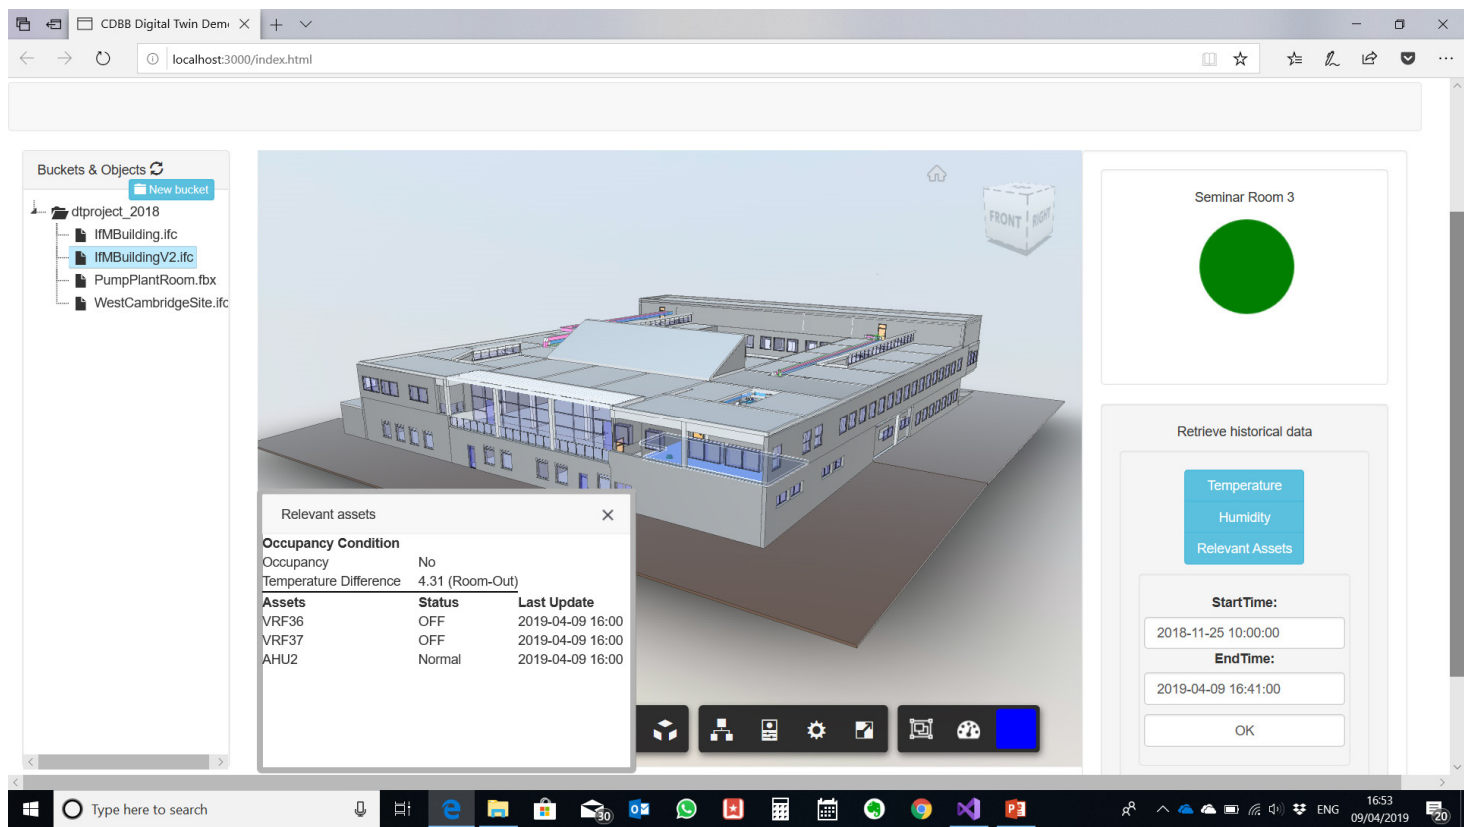 CDBB Digital Twin Dem
localhost:3000/index.html
Buckets & Objects
New bucket
dtproject_2018
IfMBuilding.ifc
IfMBuildingV2.ifc
PumpPlantRoom.fbx
WestCambridgeSite.ifc
FRONT RIGHT
Seminar Room 3
Retrieve historical data
Temperature
Humidity
Relevant Assets
StartTime:
2018-11-25 10:00:00
EndTime:
2019-04-09 16:41:00
OK
Relevant assets
Occupancy Condition
Occupancy No
Temperature Difference 4.31 (Room-Out)
Assets Status Last Update
VRF36 OFF 2019-04-09 16:00
VRF37 OFF 2019-04-09 16:00
AHU2 Normal 2019-04-09 16:00
Type here to search
30
ENG
16:53
09/04/2019
20